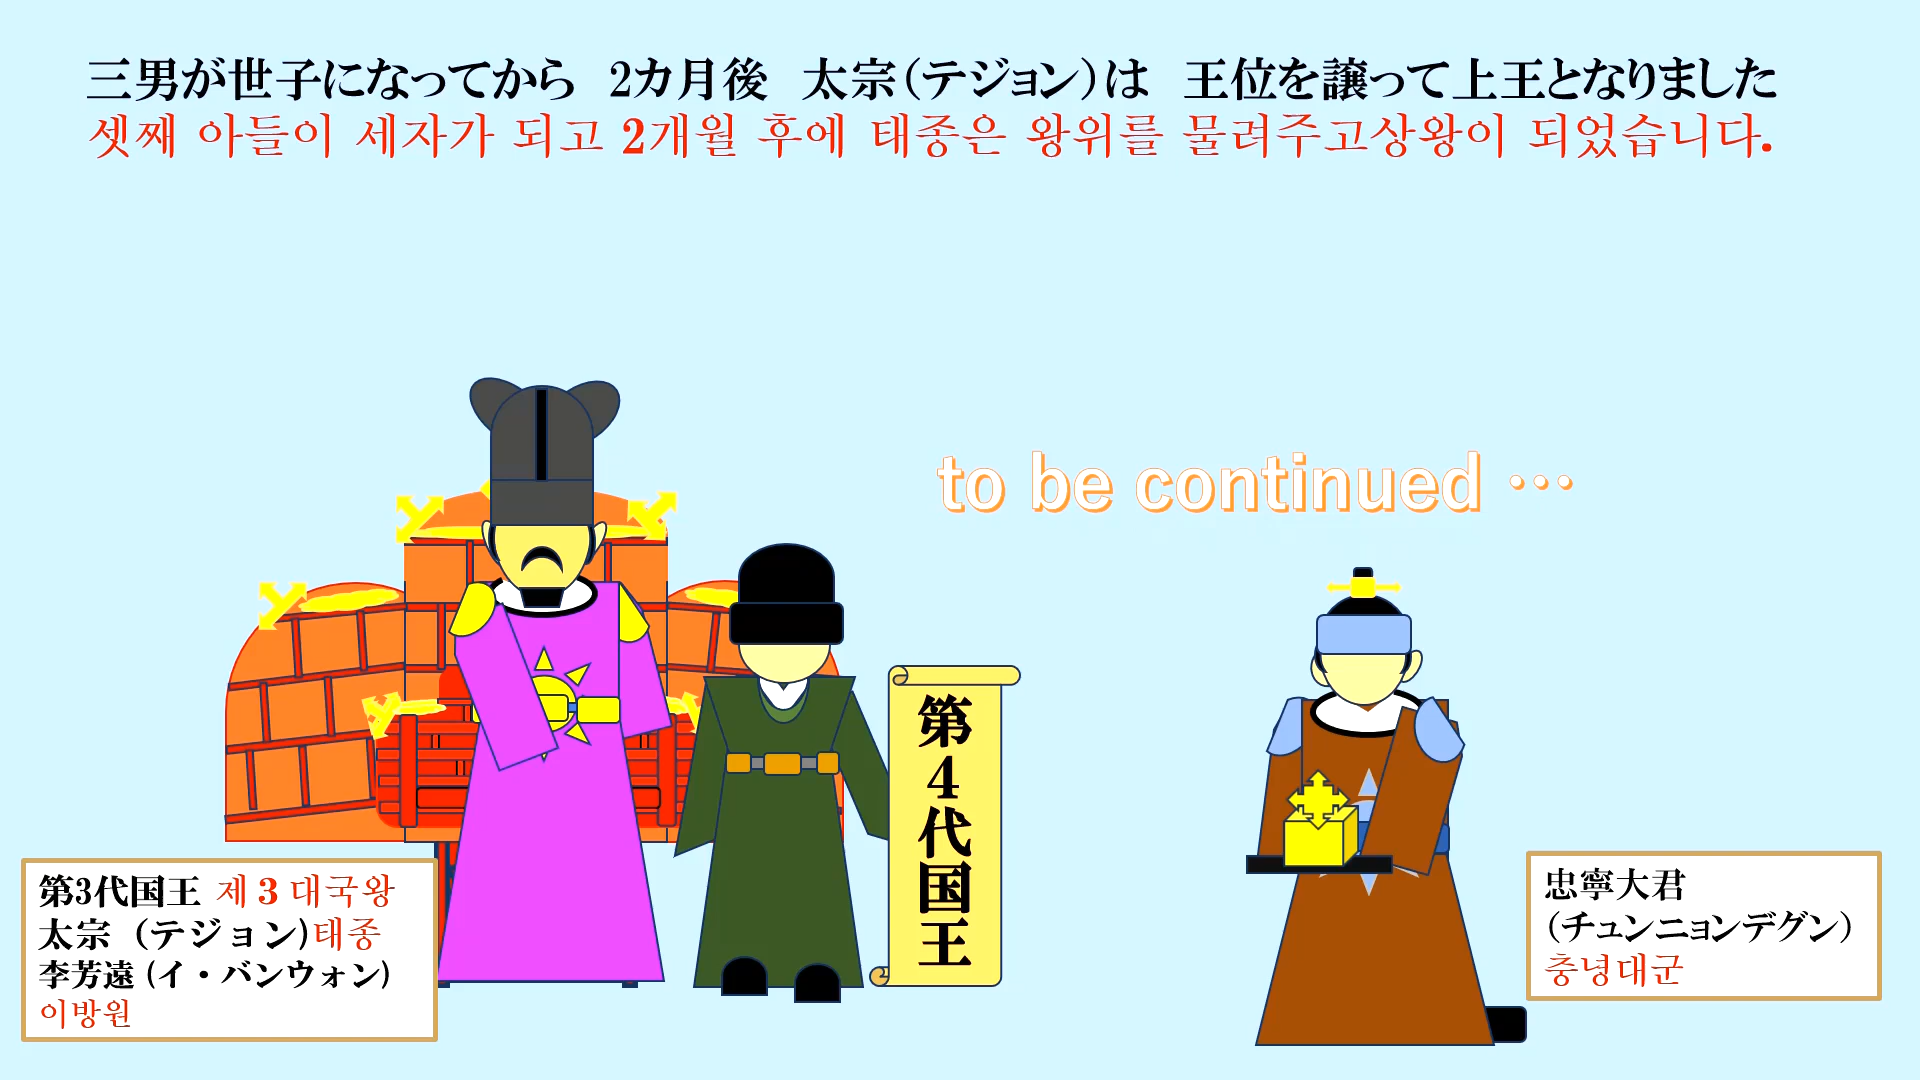 三男が世子になってから 2カ月後 太宗(テジョン)は 王位を譲って上王となりました
셋째 아들이 세자가 되고 2개월 후에 태종은 왕위를 물려주고상왕이 되었습니다.
to be continued …
第4代国王
第3代国王 제 3 대국왕
太宗 (テジョン)태종
李芳遠 (イ・バンウォン)
이방원
忠寧大君
(チュンニョンデグン)
충녕대군